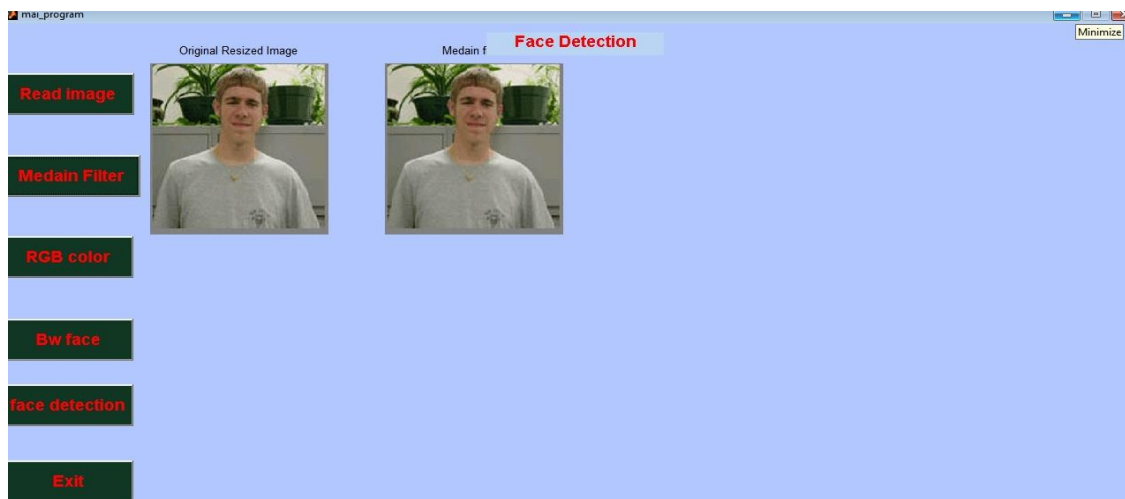 mai_program
Minimize
Face Detection
Original Resized Image
Medain f
Read image
Medain Filter
RGB color
Bw face
face detection
Exit